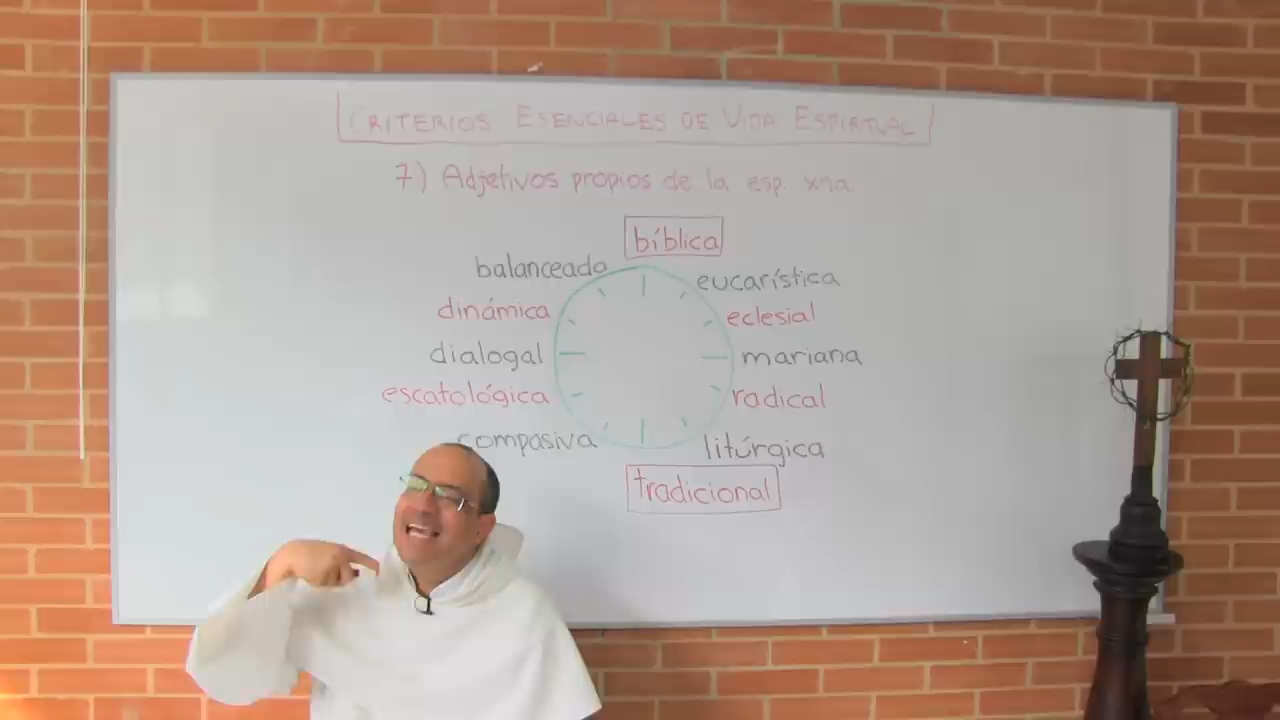 CRITERIOS ESENCIALES DE VIDA ESPIRITUAL
7) Adjetivos propios de la esp. xna.
bíblica
balanceado eucarística
dinámica eclesial
dialogal mariana
escatológica radical
compasiva litúrgica
tradicional